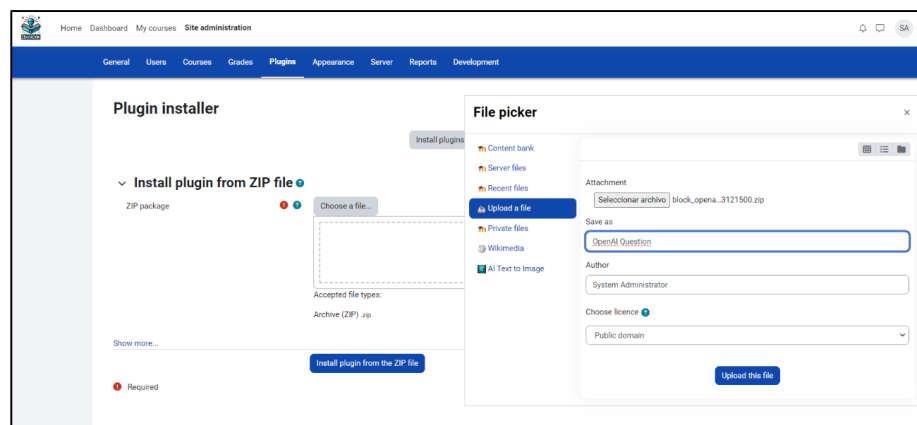 Home Dashboard My courses Site administration
SA
General Users Courses Grades Plugins Appearance Server Reports Development
Plugin installer
Install plugins
Install plugin from ZIP file
ZIP package
Choose a file...
Accepted file types:
Archive (ZIP) .zip
Show more...
Install plugin from the ZIP file
Required
File picker
×
Content bank
Server files
Recent files
Upload a file
Private files
Wikimedia
AI Text to Image
Attachment
Seleccionar archivo block_opena...3121500.zip
Save as
OpenAI Question
Author
System Administrator
Choose licence
Public domain
Upload this file